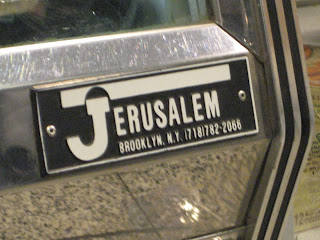 JERUSALEM
BROOKLYN, N.Y. (718)782-2066